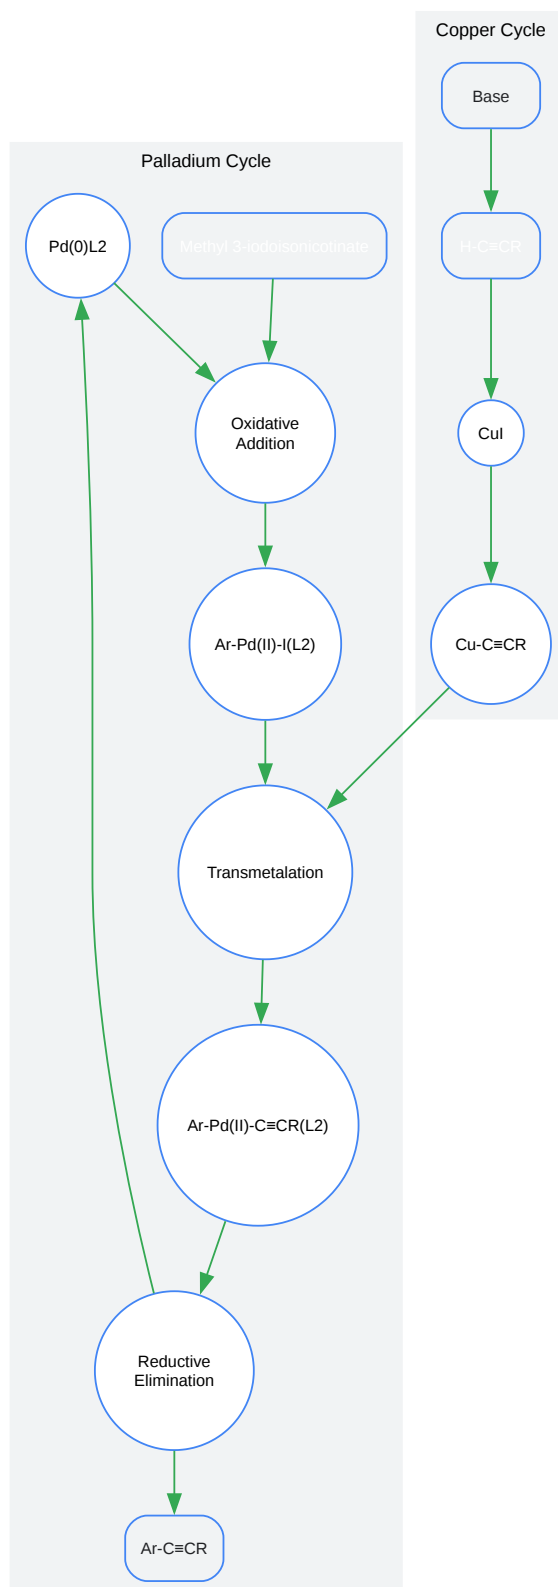 Copper Cycle
Base
Palladium Cycle
Pd(0)L2
Methyl 3-iodoisonicotinate
H-C≡CR
Oxidative
Addition
CuI
Ar-Pd(II)-I(L2)
Cu-C≡CR
Transmetalation
Ar-Pd(II)-C≡CR(L2)
Reductive
Elimination
Ar-C≡CR